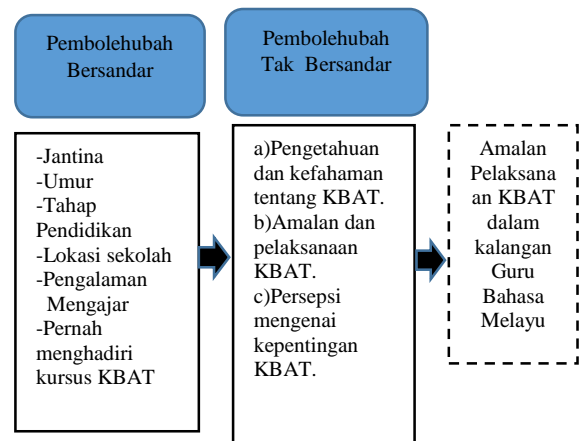 Pembolehubah
Bersandar
Pembolehubah
Tak Bersandar
-Jantina
-Umur
-Tahap
Pendidikan
-Lokasi sekolah
-Pengalaman
Mengajar
-Pernah
menghadiri
kursus KBAT
a)Pengetahuan
dan kefahaman
tentang KBAT.
b)Amalan dan
pelaksanaan
KBAT.
c)Persepsi
mengenai
kepentingan
KBAT.
Amalan
Pelaksana
an KBAT
dalam
kalangan
Guru
Bahasa
Melayu